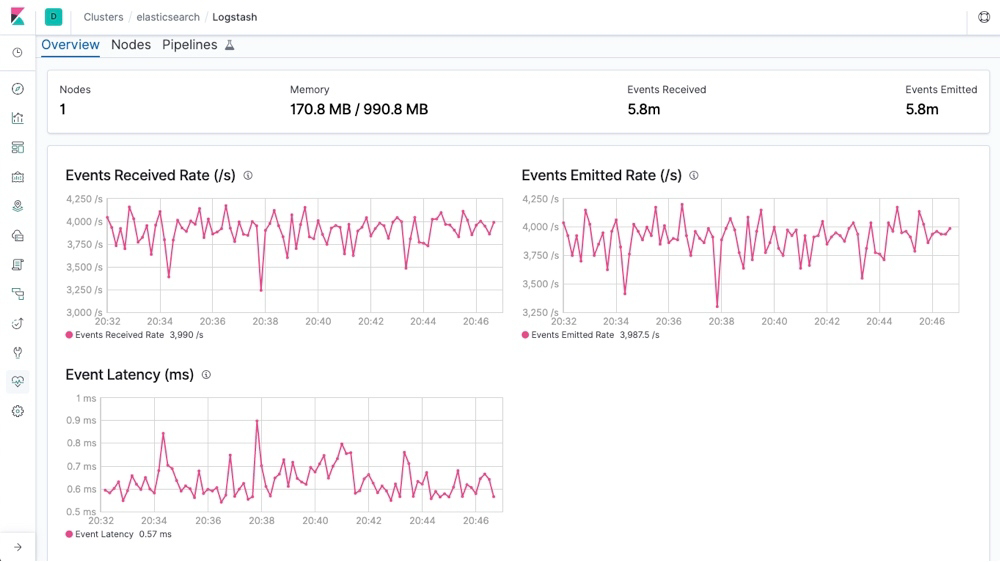 D Clusters / elasticsearch / Logstash
Overview Nodes Pipelines
Nodes Memory Events Received Events Emitted
1 170.8 MB / 990.8 MB 5.8m 5.8m
Events Received Rate (/s)
4,250 /s
4,000 /s
3,750 /s
3,500 /s
3,250 /s
3,000 /s
20:32 20:34 20:36 20:38 20:40 20:42 20:44 20:46
Events Received Rate 3,990 /s
Events Emitted Rate (/s)
4,250 /s
4,000 /s
3,750 /s
3,500 /s
3,250 /s
20:32 20:34 20:36 20:38 20:40 20:42 20:44 20:46
Events Emitted Rate 3,987.5 /s
Event Latency (ms)
1 ms
0.9 ms
0.8 ms
0.7 ms
0.6 ms
0.5 ms
20:32 20:34 20:36 20:38 20:40 20:42 20:44 20:46
Event Latency 0.57 ms